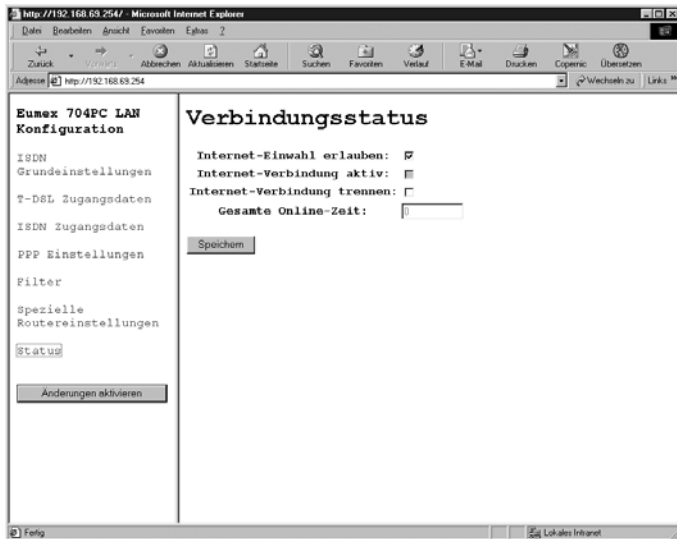 http://192.168.69.254/ - Microsoft Internet Explorer
Datei Bearbeiten Ansicht Favoriten Extras ?
Zurück Vorwärts Abbrechen Aktualisieren Startseite Suchen Favoriten Verlauf E-Mail Drucken Copernic Übersetzen
Adresse http://192.168.69.254 Wechseln zu Links »
Eumex 704PC LAN
Konfiguration
ISDN
Grundeinstellungen
T-DSL Zugangsdaten
ISDN Zugangsdaten
PPP Einstellungen
Filter
Spezielle
Routereinstellungen
Status
Änderungen aktivieren
Verbindungsstatus
Internet-Einwahl erlauben:
Internet-Verbindung aktiv:
Internet-Verbindung trennen:
Gesamte Online-Zeit: 0
Speichern
Fertig Lokales Intranet